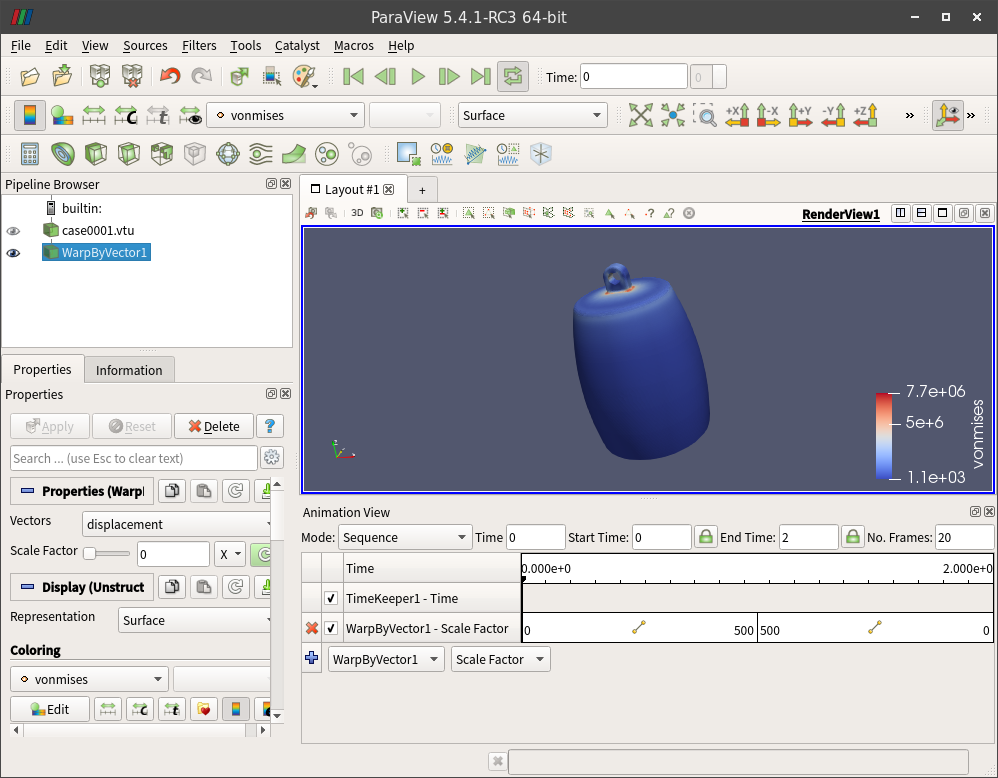 ParaView 5.4.1-RC3 64-bit
File Edit View Sources Filters Tools Catalyst Macros Help
Time: 0 0
C t vonmises Surface +X -X +Y -Y +Z » »
Pipeline Browser
builtin:
case0001.vtu
WarpByVector1
Layout #1 +
3D RenderView1
7.7e+06
5e+6
1.1e+03
vonmises
Properties Information
Properties
Apply Reset Delete ?
Search ... (use Esc to clear text)
Properties (Warpl
Vectors displacement
Scale Factor 0 X
Display (Unstruct
Representation Surface
Coloring
vonmises
Edit C t
Animation View
Mode: Sequence Time 0 Start Time: 0 End Time: 2 No. Frames: 20
Time 0.000e+0 2.000e+0
TimeKeeper1 - Time
WarpByVector1 - Scale Factor 0 500 500 0
WarpByVector1 Scale Factor